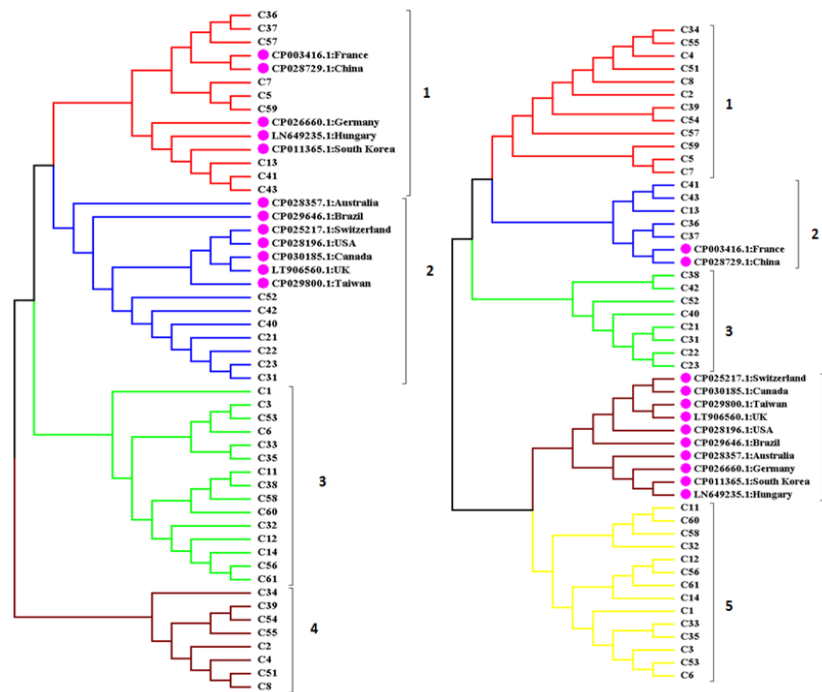 C36
C37
C57
CP003416.1:France
CP028729.1:China
C7
C5
C59
CP026660.1:Germany
LN649235.1:Hungary
CP011365.1:South Korea
C13
C41
C43
1
CP028357.1:Australia
CP029646.1:Brazil
CP025217.1:Switzerland
CP028196.1:USA
CP030185.1:Canada
LT906560.1:UK
CP029800.1:Taiwan
C52
C42
C40
C21
C22
C23
C31
2
C1
C3
C53
C6
C33
C35
C11
C38
C58
C60
C32
C12
C14
C56
C61
3
C34
C39
C54
C55
C2
C4
C51
C8
4
C34
C55
C4
C51
C8
C2
C39
C54
C57
C59
C5
C7
1
C41
C43
C13
C36
C37
CP003416.1:France
CP028729.1:China
2
C38
C42
C52
C40
C21
C31
C22
C23
3
CP025217.1:Switzerland
CP030185.1:Canada
CP029800.1:Taiwan
LT906560.1:UK
CP028196.1:USA
CP029646.1:Brazil
CP028357.1:Australia
CP026660.1:Germany
CP011365.1:South Korea
LN649235.1:Hungary
C11
C60
C58
C32
C12
C56
C61
C14
C1
C33
C35
C3
C53
C6
5